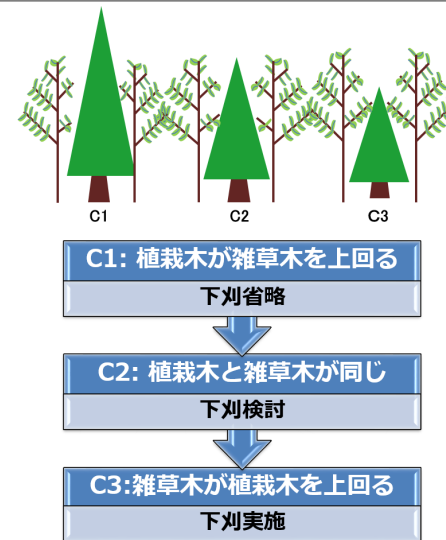 C1
C2
C3
C1: 植栽木が雑草木を上回る
下刈省略
C2: 植栽木と雑草木が同じ
下刈検討
C3:雑草木が植栽木を上回る
下刈実施